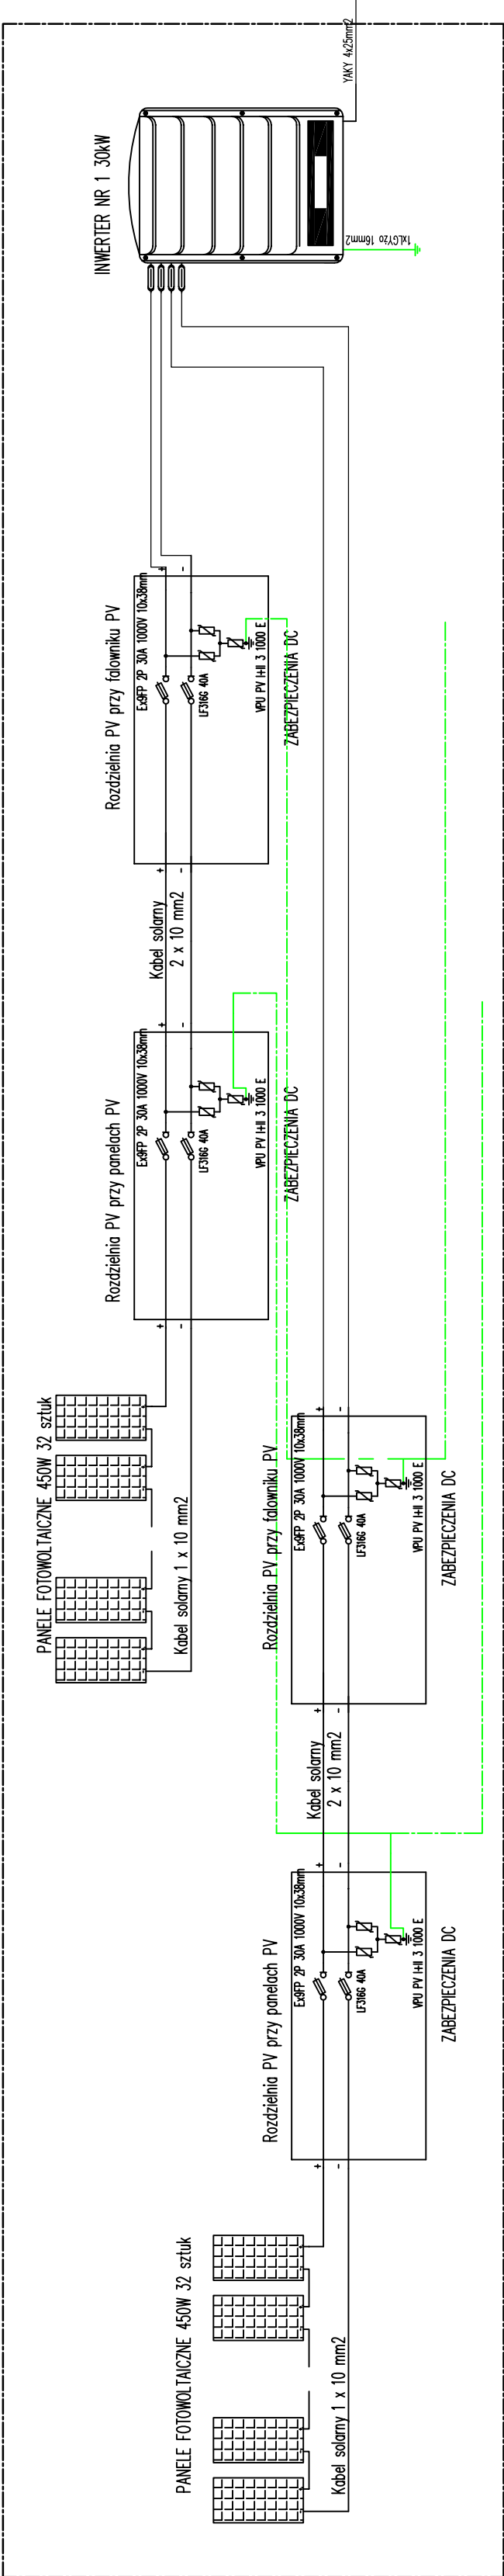 YAKY 4x25mm2
INWERTER NR 1 30kW
1xLGYżo 16mm2
Rozdzielnia PV przy falowniku PV
+
-
Ex9FP 2P 30A 1000V 10x38mm
LF316G 40A
VPU PV I+II 3 1000 E
ZABEZPIECZENIA DC
+
-
Kabel solarny
2 x 10 mm2
Rozdzielnia PV przy panelach PV
+
-
Ex9FP 2P 30A 1000V 10x38mm
LF316G 40A
VPU PV I+II 3 1000 E
ZABEZPIECZENIA DC
+
-
PANELE FOTOWOLTAICZNE 450W 32 sztuk
Kabel solarny 1 x 10 mm2
Rozdzielnia PV przy falowniku PV
+
-
Ex9FP 2P 30A 1000V 10x38mm
LF316G 40A
VPU PV I+II 3 1000 E
ZABEZPIECZENIA DC
+
-
Kabel solarny
2 x 10 mm2
Rozdzielnia PV przy panelach PV
+
-
Ex9FP 2P 30A 1000V 10x38mm
LF316G 40A
VPU PV I+II 3 1000 E
ZABEZPIECZENIA DC
+
-
PANELE FOTOWOLTAICZNE 450W 32 sztuk
Kabel solarny 1 x 10 mm2